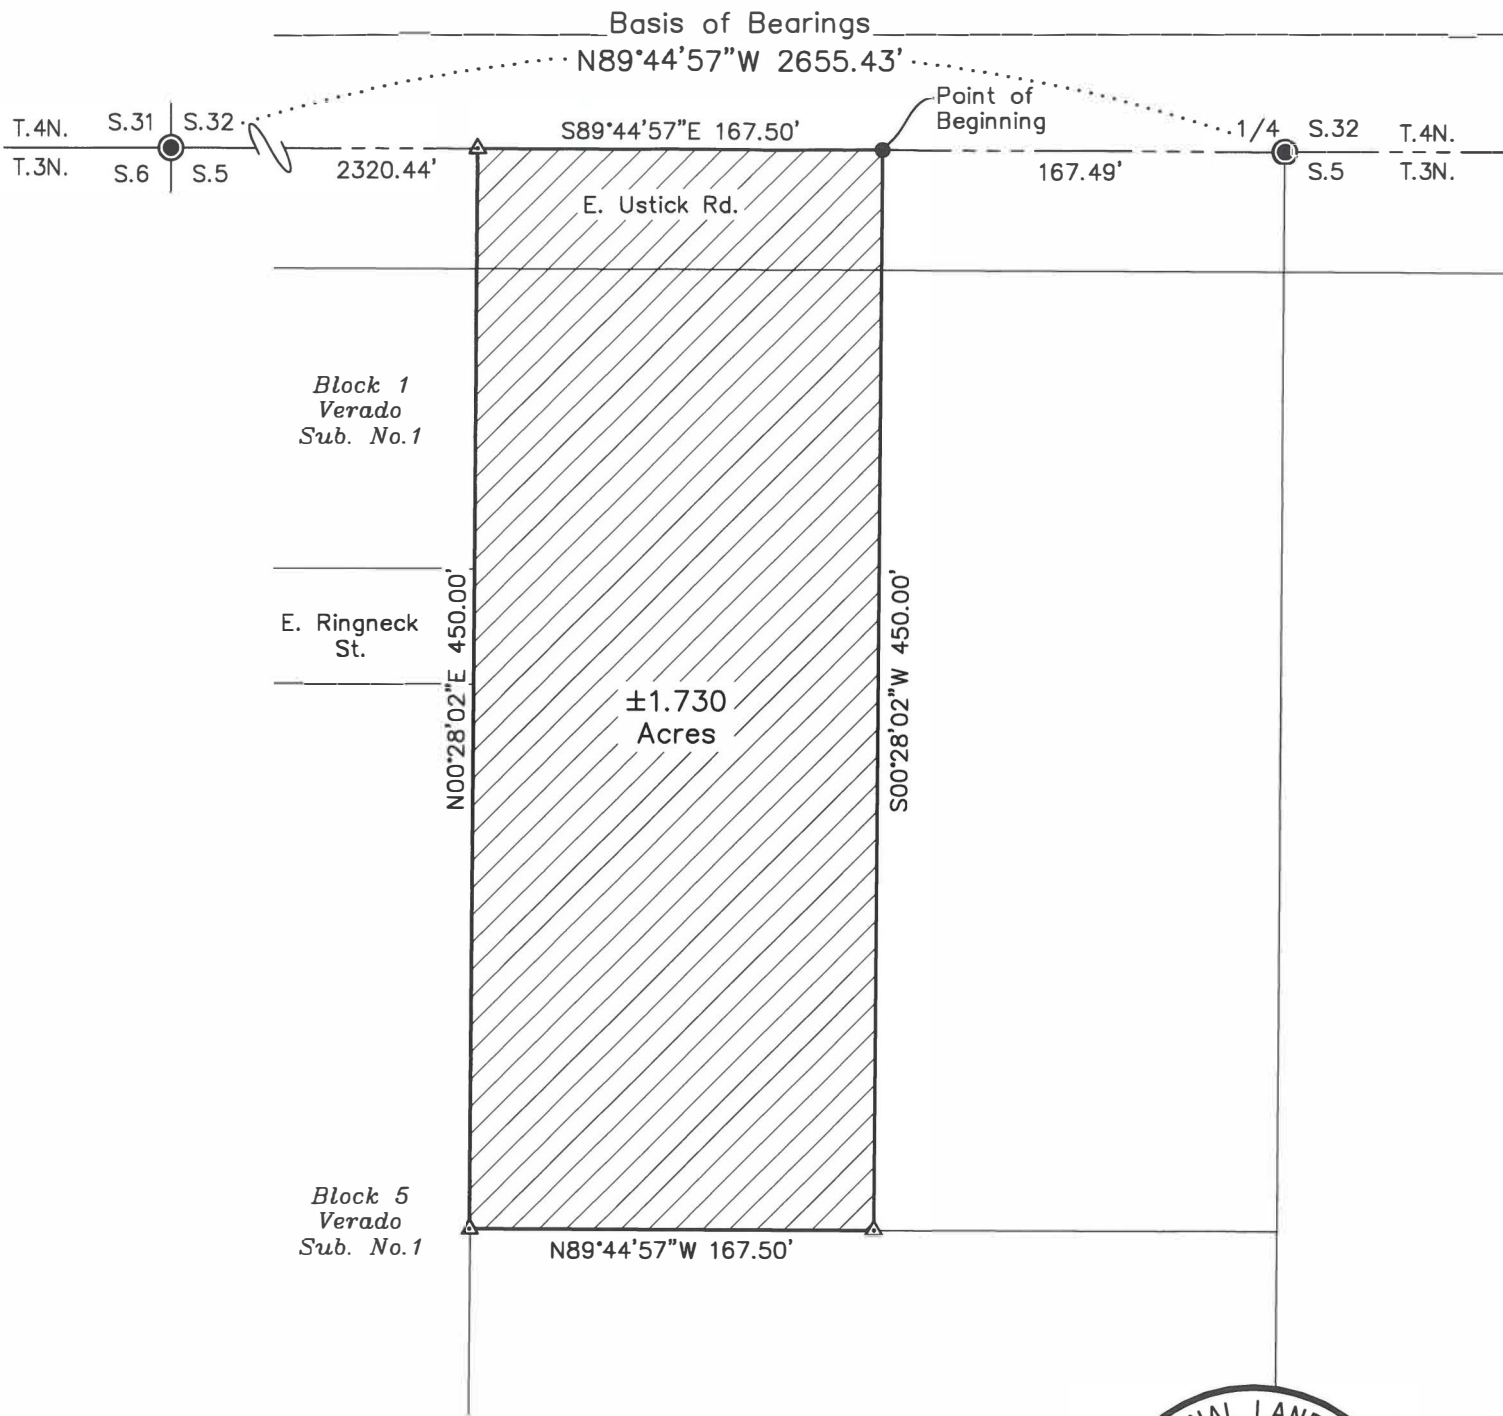 Basis of Bearings
N89°44'57"W 2655.43'
Point of
Beginning
T.4N. S.31 S.32 S89°44'57"E 167.50' 1/4 S.32 T.4N.
T.3N. S.6 S.5 2320.44' 167.49' S.5 T.3N.
E. Ustick Rd.
Block 1
Verado
Sub. No.1
E. Ringneck
St.
N00°28'02"E 450.00'
±1.730
Acres
S00°28'02"W 450.00'
Block 5
Verado
Sub. No.1
N89°44'57"W 167.50'
LAND